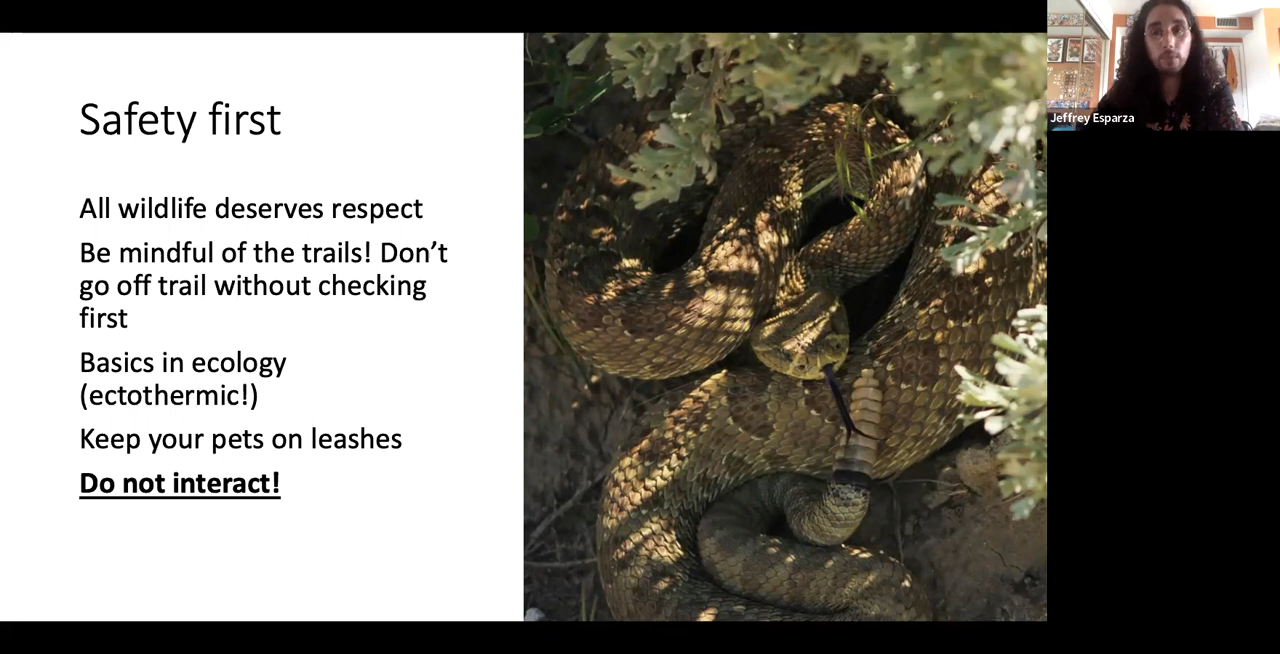 Safety first
All wildlife deserves respect
Be mindful of the trails! Don’t
go off trail without checking
first
Basics in ecology
(ectothermic!)
Keep your pets on leashes
Do not interact!
Jeffrey Esparza